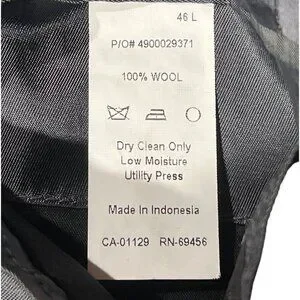 46 L
P/O# 4900029371
100% WOOL
Dry Clean Only
Low Moisture
Utility Press
Made In Indonesia
CA-01129 RN-69456